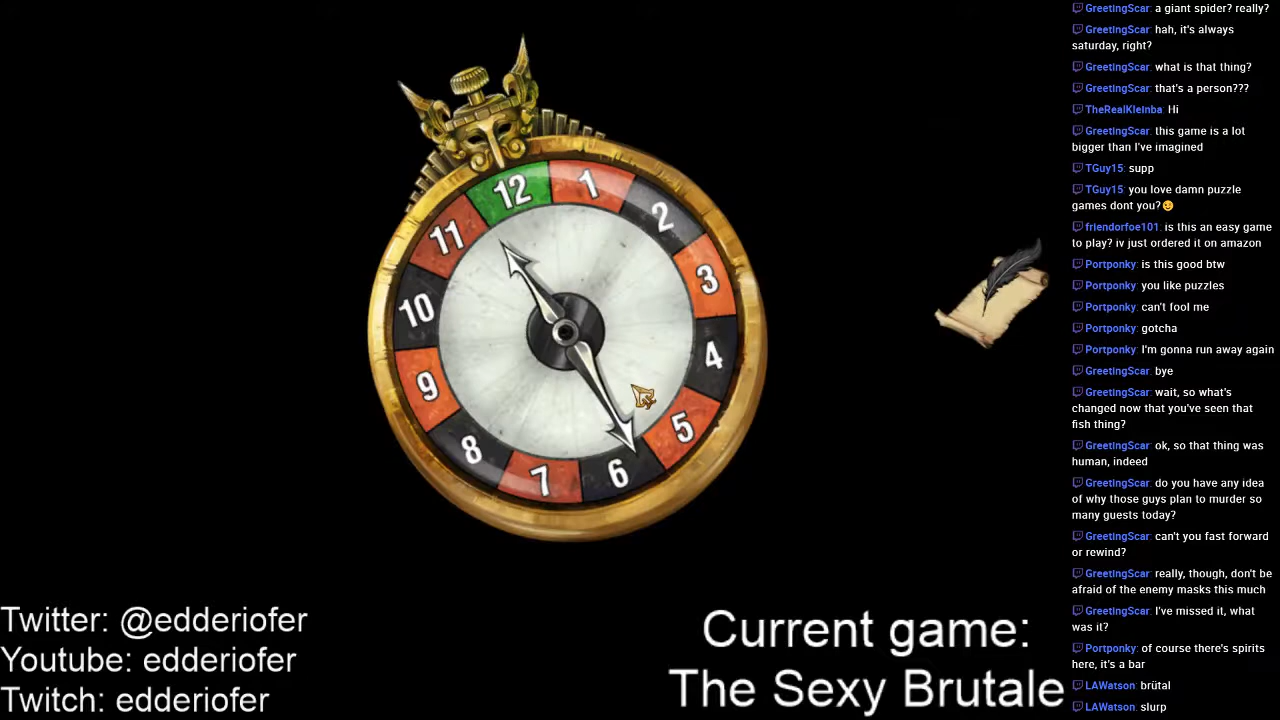 12
1
2
3
4
5
6
7
8
9
10
11
Twitter: @edderiofer
Youtube: edderiofer
Twitch: edderiofer
Current game:
The Sexy Brutale
GreetingScar: a giant spider? really?
GreetingScar: hah, it's always
saturday, right?
GreetingScar: what is that thing?
GreetingScar: that's a person???
TheRealKleinba: Hi
GreetingScar: this game is a lot
bigger than I've imagined
TGuy15: supp
TGuy15: you love damn puzzle
games dont you?😉
friendorfoe101: is this an easy game
to play? iv just ordered it on amazon
Portponky: is this good btw
Portponky: you like puzzles
Portponky: can't fool me
Portponky: gotcha
Portponky: I'm gonna run away again
GreetingScar: bye
GreetingScar: wait, so what's
changed now that you've seen that
fish thing?
GreetingScar: ok, so that thing was
human, indeed
GreetingScar: do you have any idea
of why those guys plan to murder so
many guests today?
GreetingScar: can't you fast forward
or rewind?
GreetingScar: really, though, don't be
afraid of the enemy masks this much
GreetingScar: I've missed it, what
was it?
Portponky: of course there's spirits
here, it's a bar
LAWatson: brütal
LAWatson: slurp